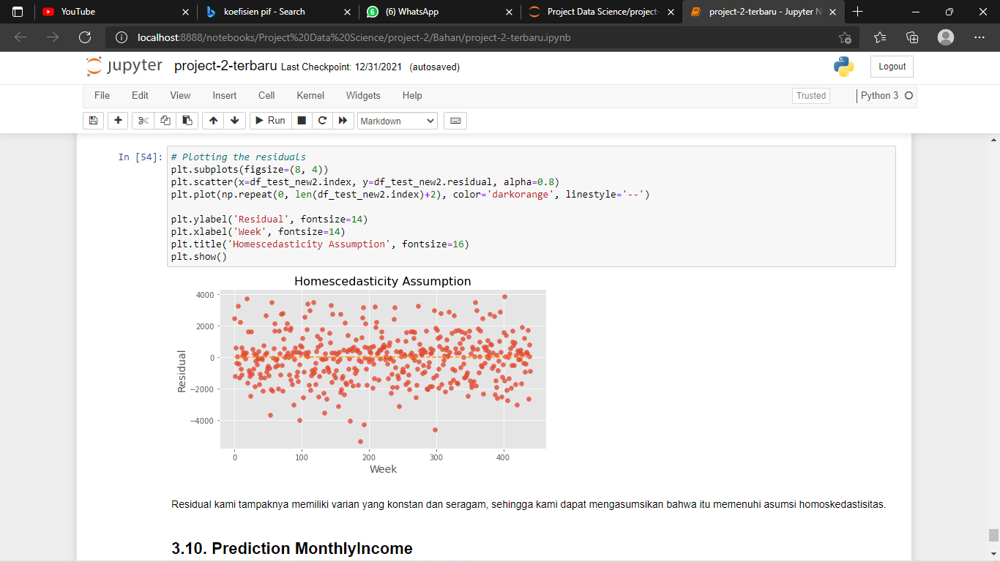 YouTube
koefisien pif - Search
(6) WhatsApp
Project Data Science/project-
project-2-terbaru - Jupyter N
localhost:8888/notebooks/Project%20Data%20Science/project-2/Bahan/project-2-terbaru.ipynb
jupyter project-2-terbaru Last Checkpoint: 12/31/2021 (autosaved)
Logout
File Edit View Insert Cell Kernel Widgets Help
Trusted
Python 3
Run
Markdown
In [54]:
# Plotting the residuals
plt.subplots(figsize=(8, 4))
plt.scatter(x=df_test_new2.index, y=df_test_new2.residual, alpha=0.8)
plt.plot(np.repeat(0, len(df_test_new2.index)+2), color='darkorange', linestyle='--')
plt.ylabel('Residual', fontsize=14)
plt.xlabel('Week', fontsize=14)
plt.title('Homescedasticity Assumption', fontsize=16)
plt.show()
Homescedasticity Assumption
4000
2000
0
−2000
−4000
Residual
0 100 200 300 400
Week
Residual kami tampaknya memiliki varian yang konstan dan seragam, sehingga kami dapat mengasumsikan bahwa itu memenuhi asumsi homoskedastisitas.
3.10. Prediction MonthlyIncome